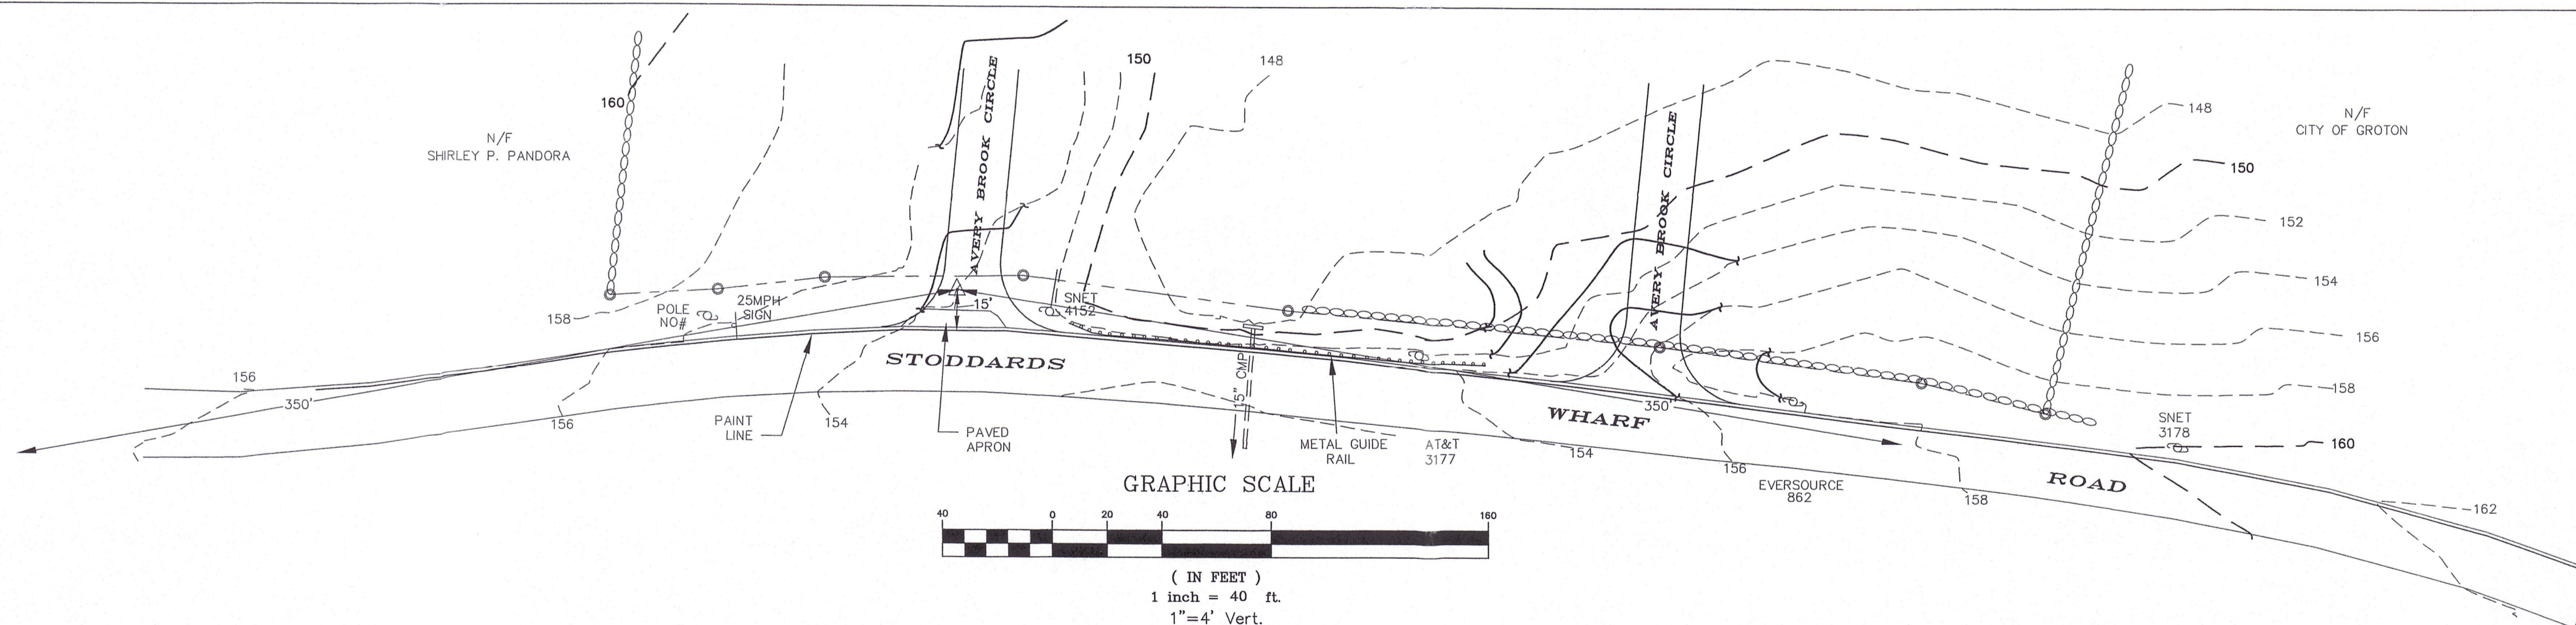 160
N/F
SHIRLEY P. PANDORA
AVERY BROOK CIRCLE
150
148
AVERY BROOK CIRCLE
148
150
152
154
156
158
N/F
CITY OF GROTON
158
POLE
NO#
25MPH
SIGN
15'
SNET
4152
15" CMP
156
350'
156
154
PAINT
LINE
PAVED
APRON
STODDARDS
METAL GUIDE
RAIL
AT&T
3177
WHARF
350'
154
156
EVERSOURCE
862
158
ROAD
SNET
3178
160
162
GRAPHIC SCALE
40 0 20 40 80 160
( IN FEET )
1 inch = 40 ft.
1"=4' Vert.